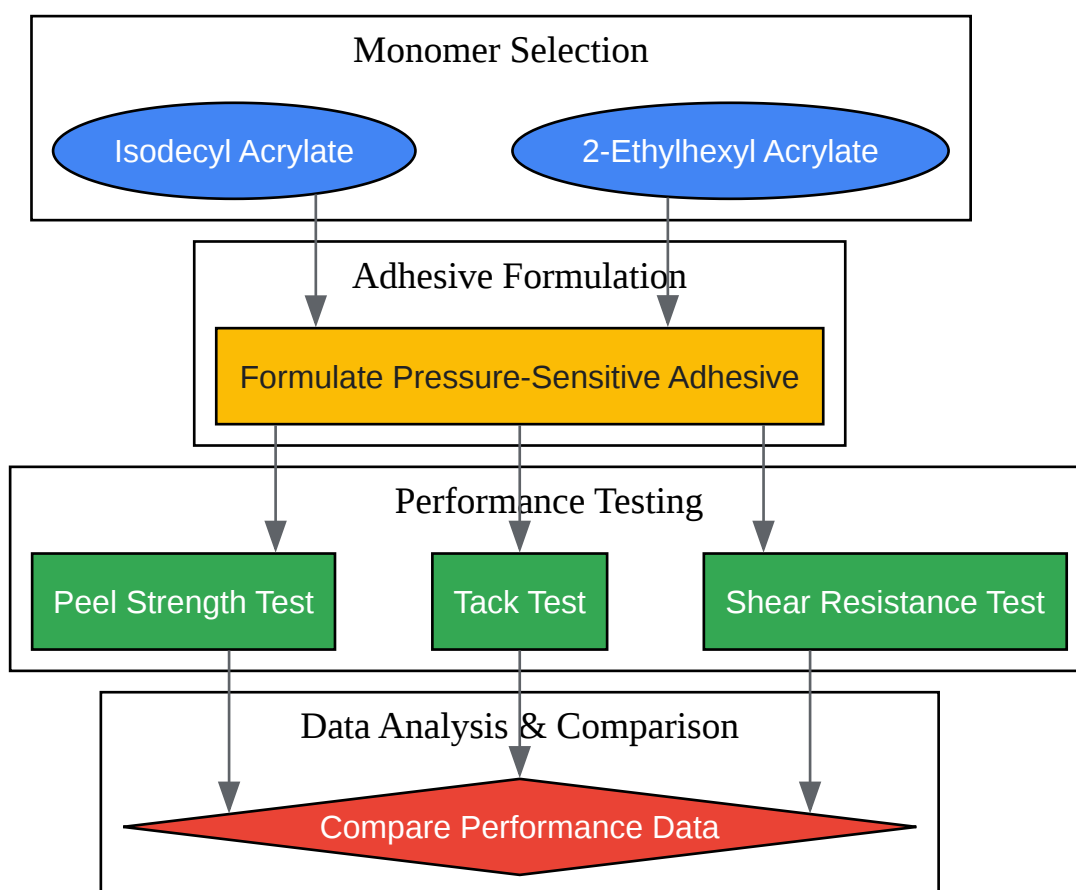 Monomer Selection
Isodecyl Acrylate
2-Ethylhexyl Acrylate
Adhesive Formulation
Formulate Pressure-Sensitive Adhesive
Performance Testing
Peel Strength Test
Tack Test
Shear Resistance Test
Data Analysis & Comparison
Compare Performance Data